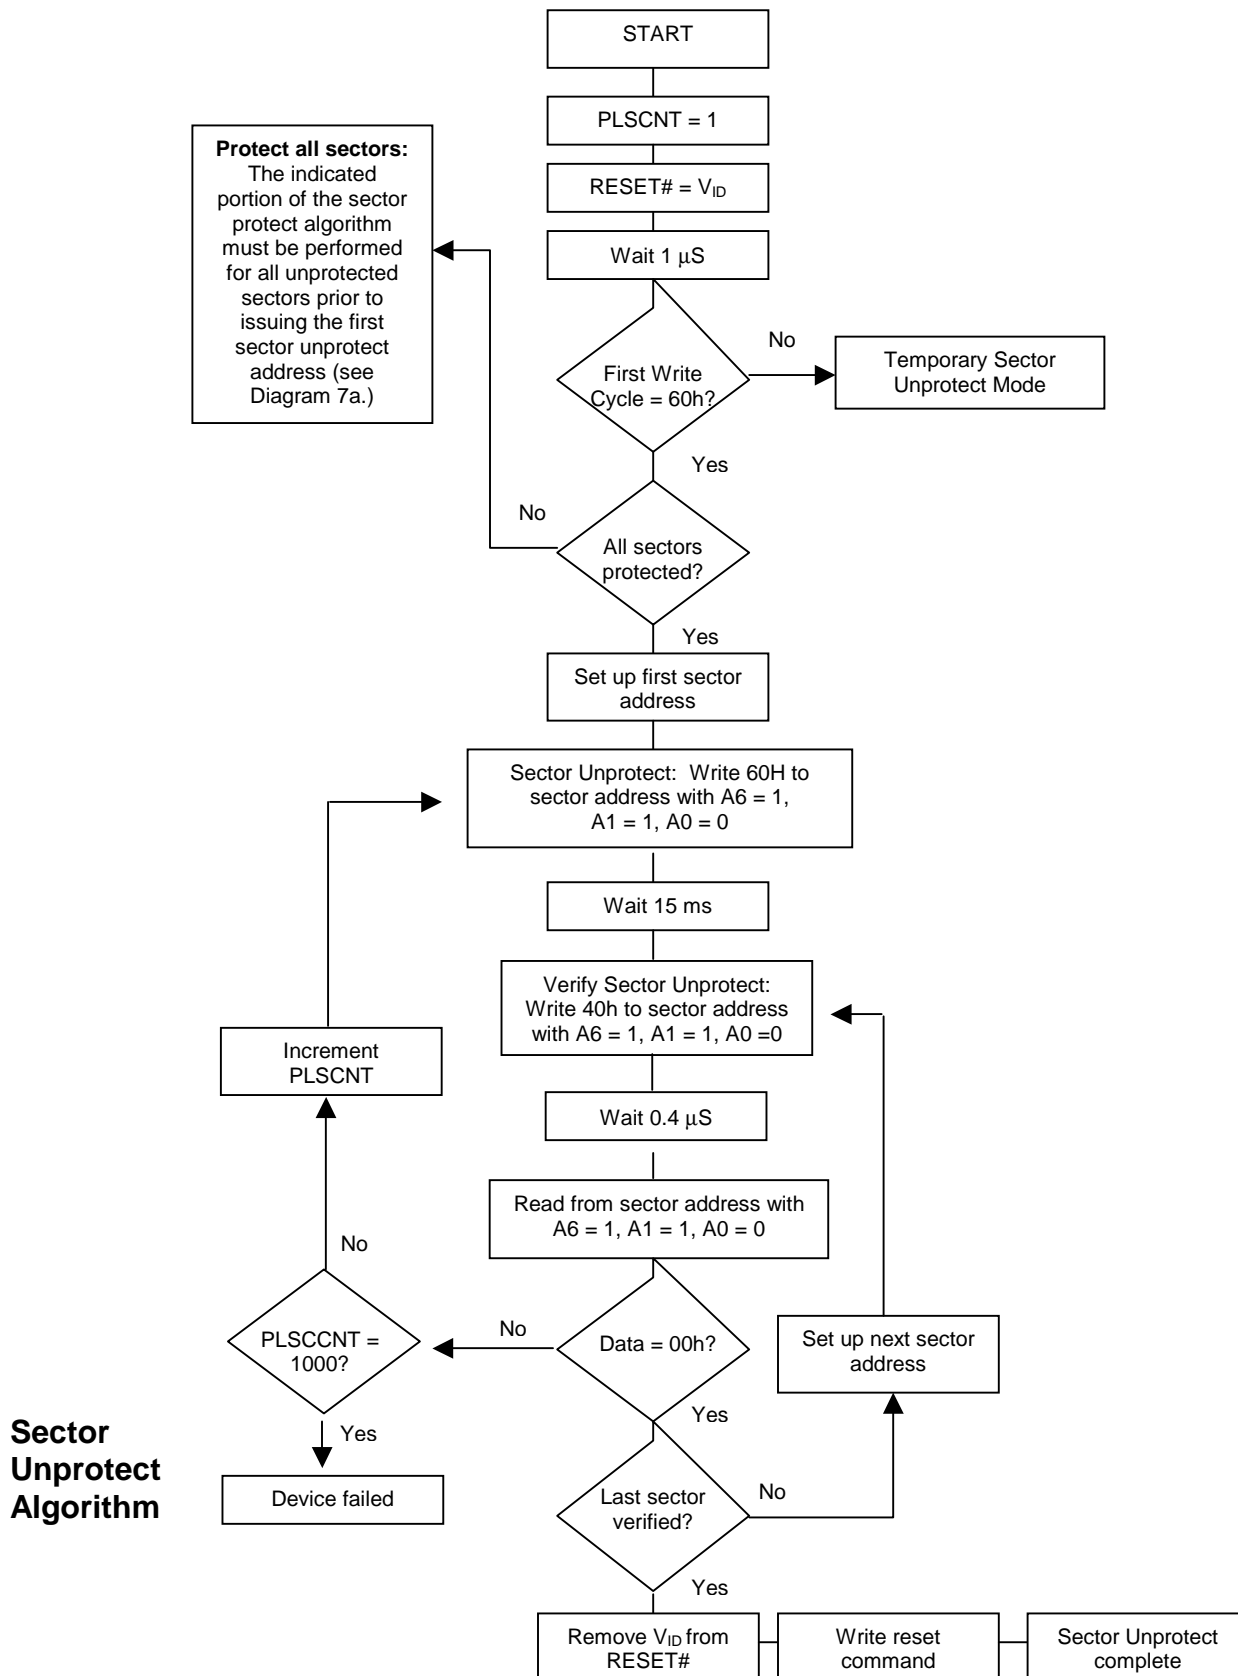 START
PLSCNT = 1
RESET# = VID
Wait 1 µS
Protect all sectors:
The indicated
portion of the sector
protect algorithm
must be performed
for all unprotected
sectors prior to
issuing the first
sector unprotect
address (see
Diagram 7a.)
First Write
Cycle = 60h?
No
Temporary Sector
Unprotect Mode
Yes
No
All sectors
protected?
Yes
Set up first sector
address
Sector Unprotect: Write 60H to
sector address with A6 = 1,
A1 = 1, A0 = 0
Wait 15 ms
Verify Sector Unprotect:
Write 40h to sector address
with A6 = 1, A1 = 1, A0 =0
Increment
PLSCNT
Wait 0.4 µS
Read from sector address with
A6 = 1, A1 = 1, A0 = 0
No
PLSCCNT =
1000?
No
Data = 00h?
Set up next sector
address
Yes
Yes
Device failed
Sector
Unprotect
Algorithm
Last sector
verified?
No
Yes
Remove VID from
RESET#
Write reset
command
Sector Unprotect
complete